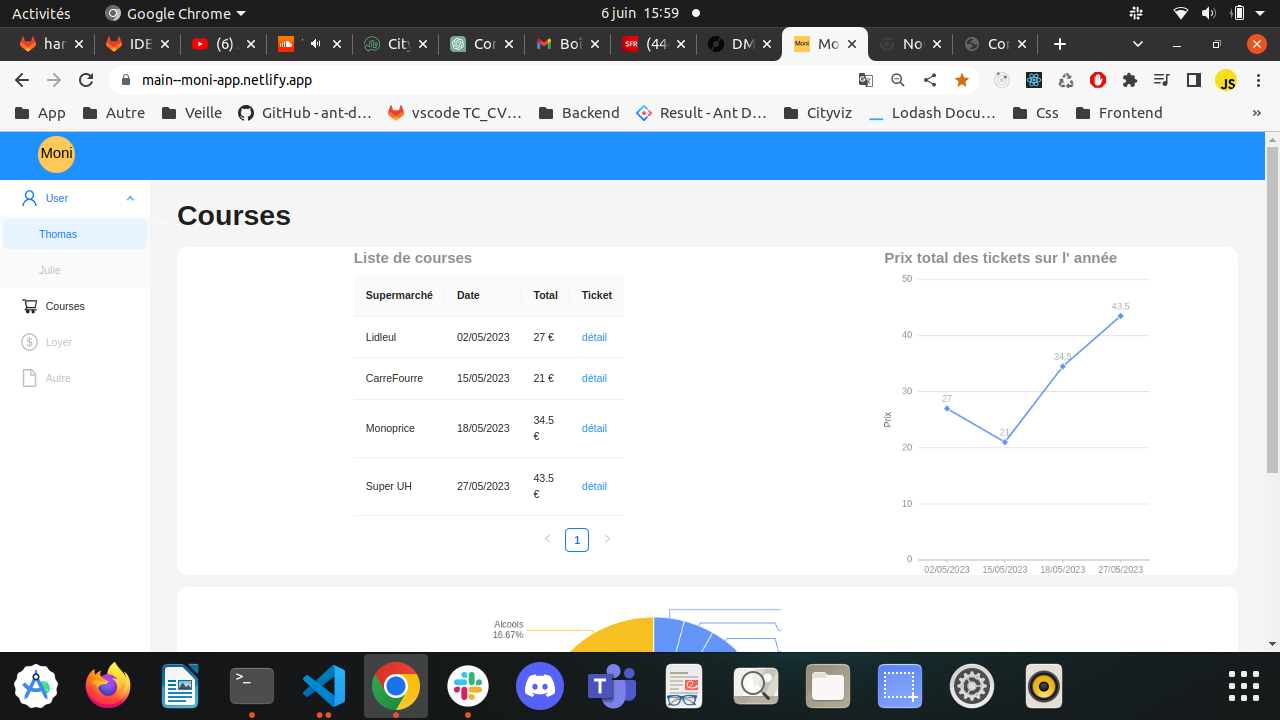 Activités
Google Chrome
6 juin 15:59
har
IDE
(6)
Cit
Cor
Boî
SFR
(44
DM
Mo
Nor
Cor
main--moni-app.netlify.app
JS
App
Autre
Veille
GitHub - ant-d…
vscode TC_CV…
Backend
Result - Ant D…
Cityviz
Lodash Docu…
Css
Frontend
»
Moni
User
Thomas
Julie
Courses
Loyer
Autre
Courses
Liste de courses
Supermarché Date Total Ticket
Lidleul 02/05/2023 27 € détail
CarreFourre 15/05/2023 21 € détail
Monoprice 18/05/2023 34.5 € détail
Super UH 27/05/2023 43.5 € détail
1
Prix total des tickets sur l' année
Prix
50
40
30
20
10
0
27
21
34.5
43.5
02/05/2023 15/05/2023 18/05/2023 27/05/2023
Alcools
16.67%